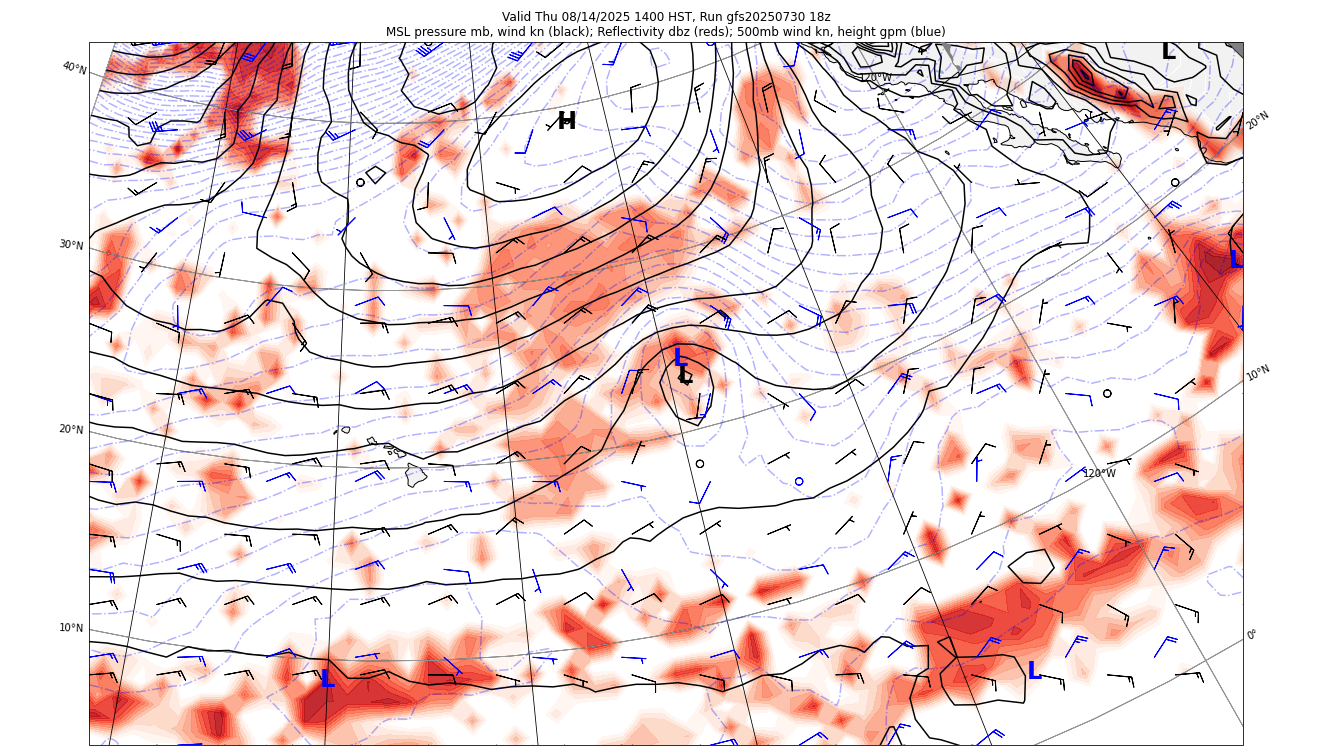 Valid Thu 08/14/2025 1400 HST, Run gfs20250730 18z
MSL pressure mb, wind kn (black); Reflectivity dbz (reds); 500mb wind kn, height gpm (blue)
L
40°N
120°W
H
20°N
30°N
L
L
L
10°N
20°N
120°W
10°N
0°
L
L